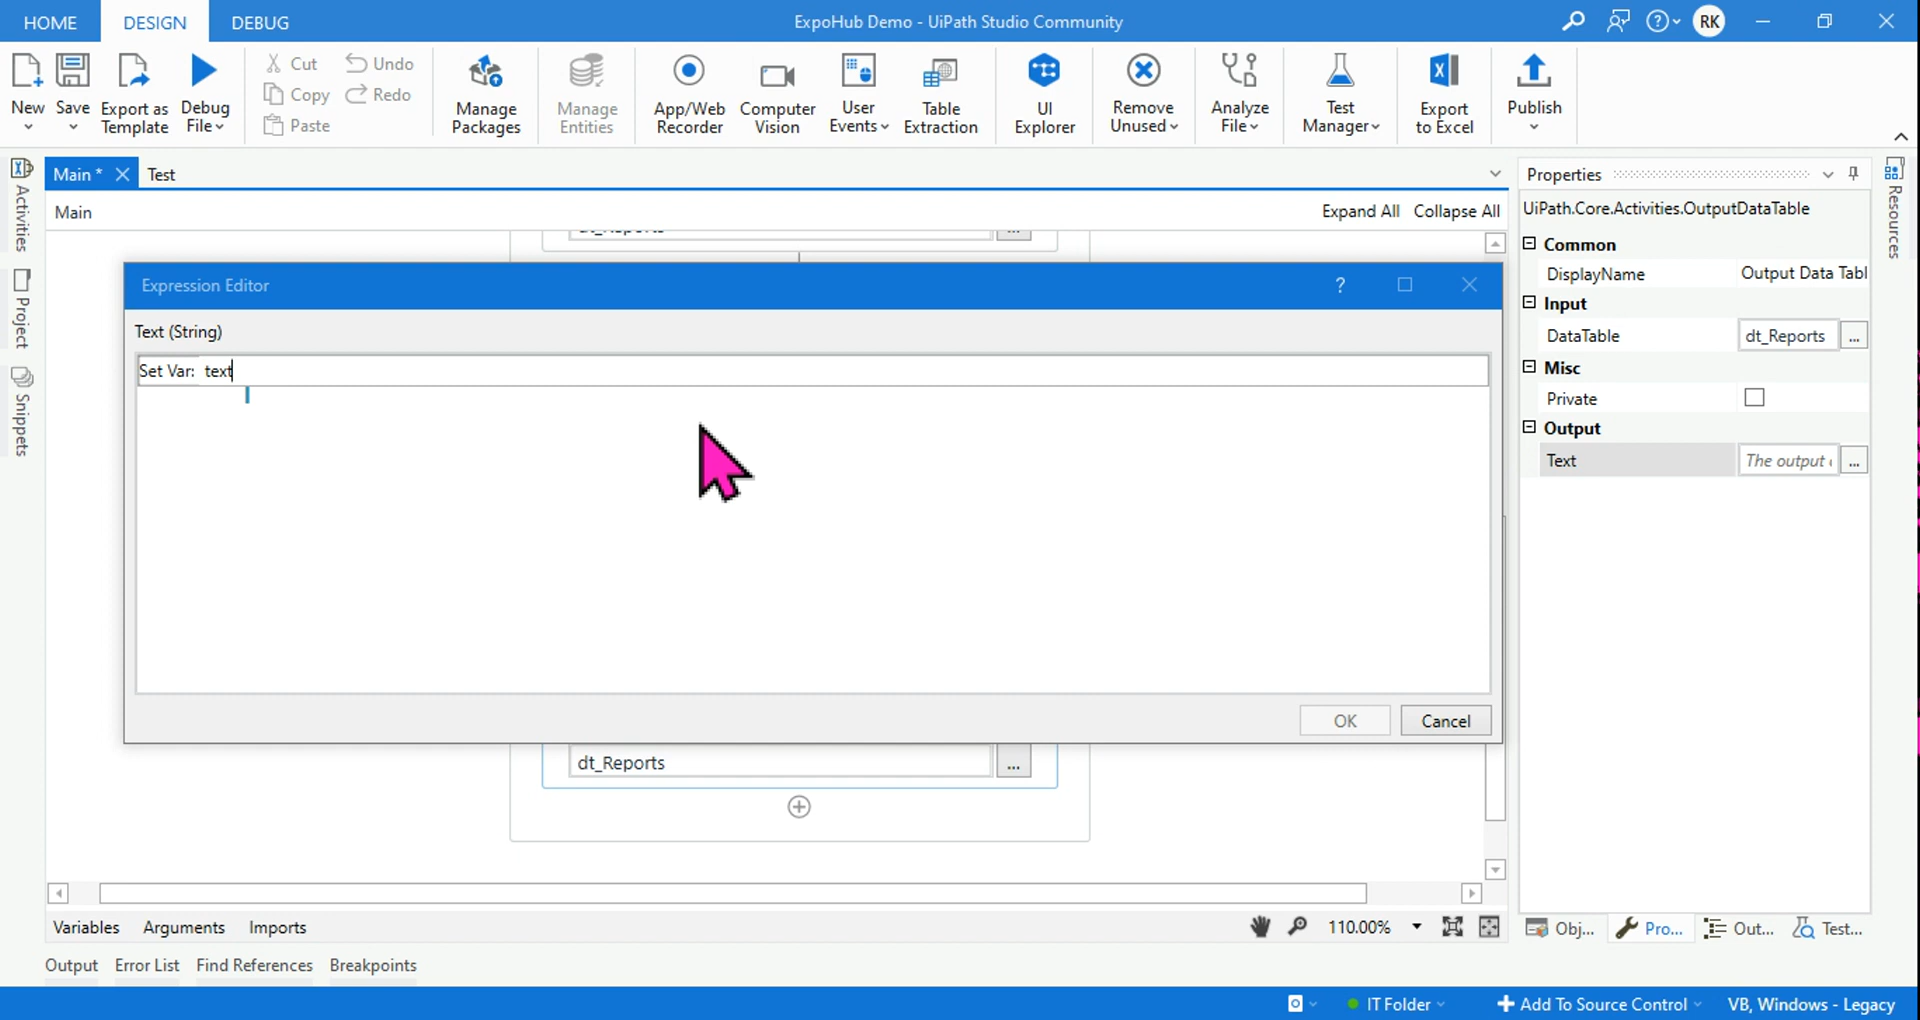 HOME DESIGN DEBUG ExpoHub Demo - UiPath Studio Community RK
New Save Export as Template Debug File
Cut Copy Paste Undo Redo
Manage Packages
Manage Entities
App/Web Recorder
Computer Vision
User Events
Table Extraction
UI Explorer
Remove Unused
Analyze File
Test Manager
Export to Excel
Publish
Activities
Project
Snippets
Main * Test
Main Expand All Collapse All
Expression Editor ?
Text (String)
Set Var: text
OK Cancel
dt_Reports ...
Properties
UiPath.Core.Activities.OutputDataTable
Common
DisplayName Output Data Tabl
Input
DataTable dt_Reports ...
Misc
Private
Output
Text The output ...
Resources
Variables Arguments Imports 110.00% Obj... Pro... Out... Test...
Output Error List Find References Breakpoints
IT Folder Add To Source Control VB, Windows - Legacy